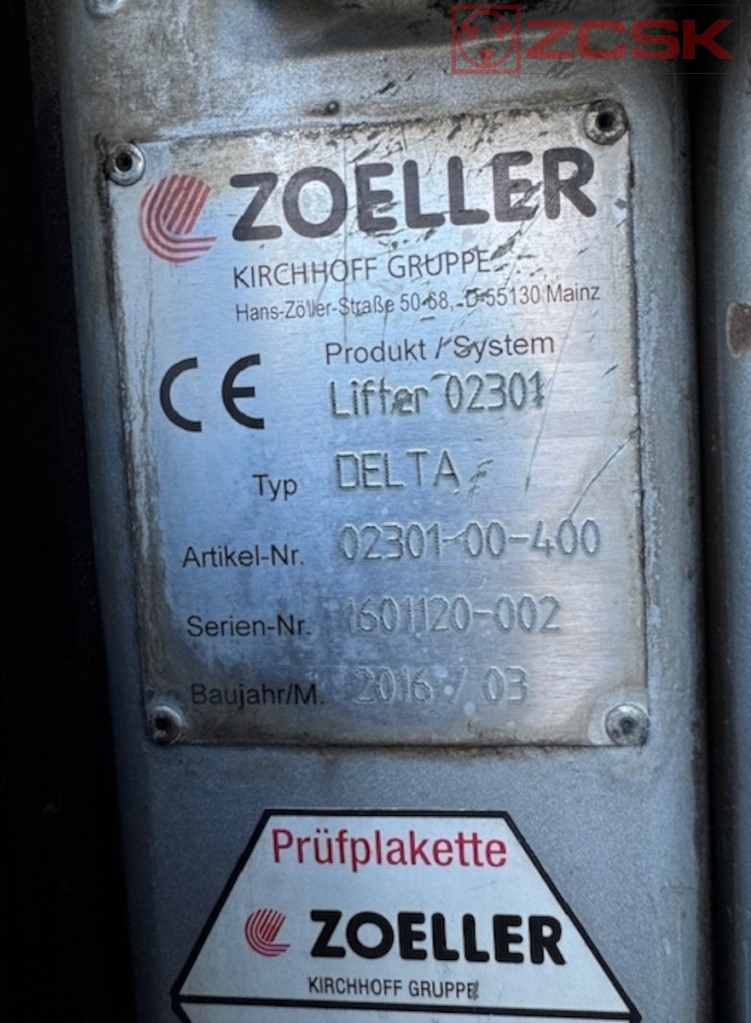 ZCSK
ZOELLER
KIRCHHOFF GRUPPE
Hans-Zöller-Straße 50-68, D-55130 Mainz
Produkt / System
CE Lifter 02301
Typ DELTA
Artikel-Nr. 02301-00-400
Serien-Nr. 1601120-002
Baujahr/M. 2016 / 03
Prüfplakette
ZOELLER
KIRCHHOFF GRUPPE